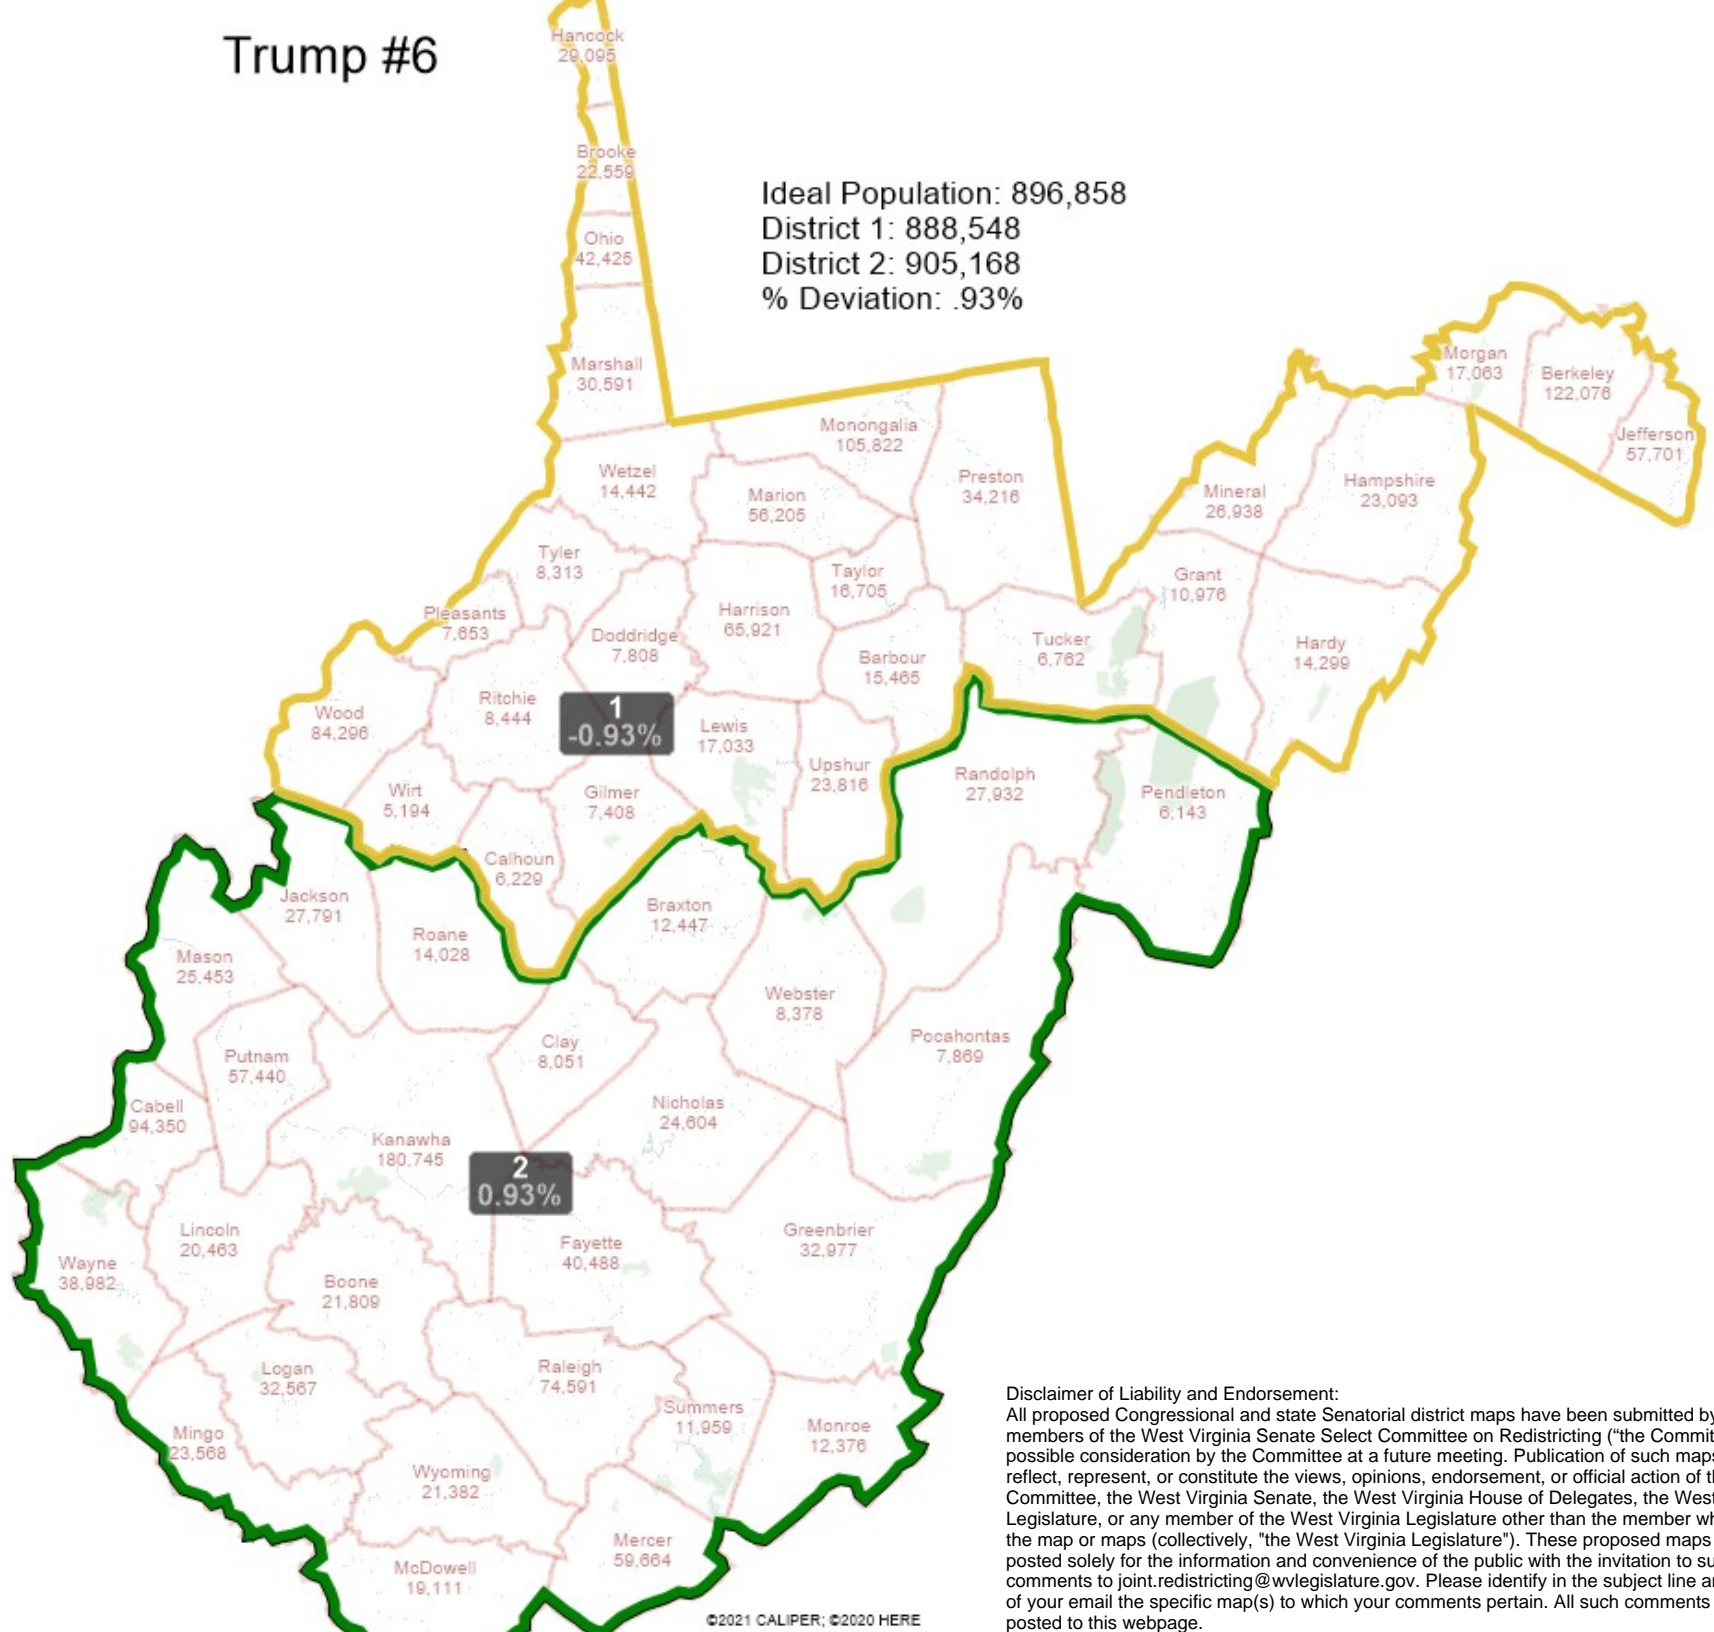 Trump #6
Ideal Population: 896,858
District 1: 888,548
District 2: 905,168
% Deviation: .93%
Hancock
29,095
Brooke
22,559
Ohio
42,425
Marshall
30,591
Wetzel
14,442
Monongalia
105,822
Marion
56,205
Preston
34,216
Mineral
26,938
Hampshire
23,093
Morgan
17,063
Berkeley
122,076
Jefferson
57,701
Tyler
8,313
Pleasants
7,653
Doddridge
7,808
Harrison
65,921
Taylor
16,705
Barbour
15,465
Tucker
6,762
Grant
10,976
Hardy
14,299
Wood
84,296
Ritchie
8,444
1
-0.93%
Lewis
17,033
Upshur
23,816
Randolph
27,932
Pendleton
6,143
Wirt
5,194
Gilmer
7,408
Calhoun
6,229
Jackson
27,791
Roane
14,028
Braxton
12,447
Mason
25,453
Webster
8,378
Pocahontas
7,869
Putnam
57,440
Clay
8,051
Cabell
94,350
Kanawha
180,745
Nicholas
24,604
2
0.93%
Lincoln
20,463
Wayne
38,982
Boone
21,809
Fayette
40,488
Greenbrier
32,977
Logan
32,567
Raleigh
74,591
Summers
11,959
Monroe
12,376
Mingo
23,568
Wyoming
21,382
Mercer
59,664
McDowell
19,111
©2021 CALIPER; ©2020 HERE
Disclaimer of Liability and Endorsement:
All proposed Congressional and state Senatorial district maps have been submitted by
members of the West Virginia Senate Select Committee on Redistricting (“the Commit
possible consideration by the Committee at a future meeting. Publication of such maps
reflect, represent, or constitute the views, opinions, endorsement, or official action of t
Committee, the West Virginia Senate, the West Virginia House of Delegates, the West
Legislature, or any member of the West Virginia Legislature other than the member wh
the map or maps (collectively, "the West Virginia Legislature"). These proposed maps
posted solely for the information and convenience of the public with the invitation to su
comments to joint.redistricting@wvlegislature.gov. Please identify in the subject line a
of your email the specific map(s) to which your comments pertain. All such comments
posted to this webpage.